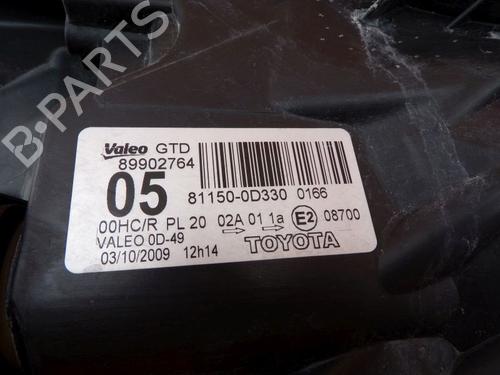 B-PARTS
Valeo GTD
89902764
05
81150-0D330 0166
00HC/R PL 20 02A 01 1a E2 08700
VALEO 0D-49
TOYOTA
03/10/2009 12h14